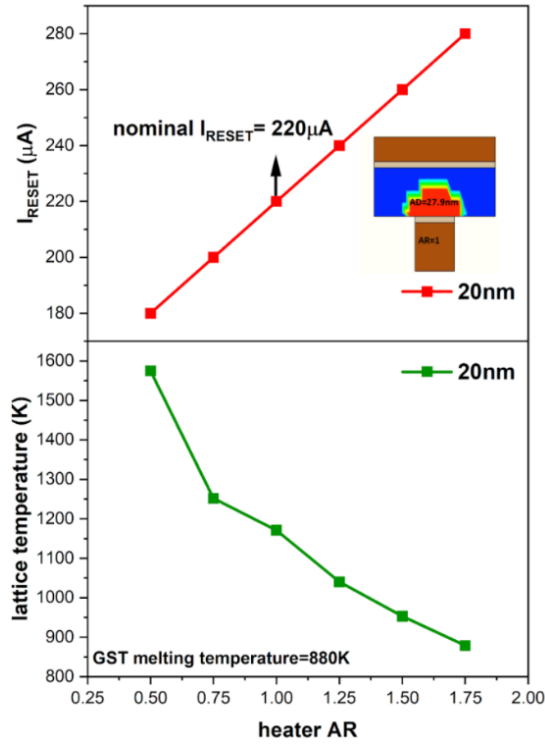 280
260
240
220
200
180
I_RESET (µA)
nominal I_RESET= 220µA
AD=27.9nm
AR=1
20nm
1600
1500
1400
1300
1200
1100
1000
900
800
lattice temperature (K)
20nm
GST melting temperature=880K
0.25 0.50 0.75 1.00 1.25 1.50 1.75 2.00
heater AR